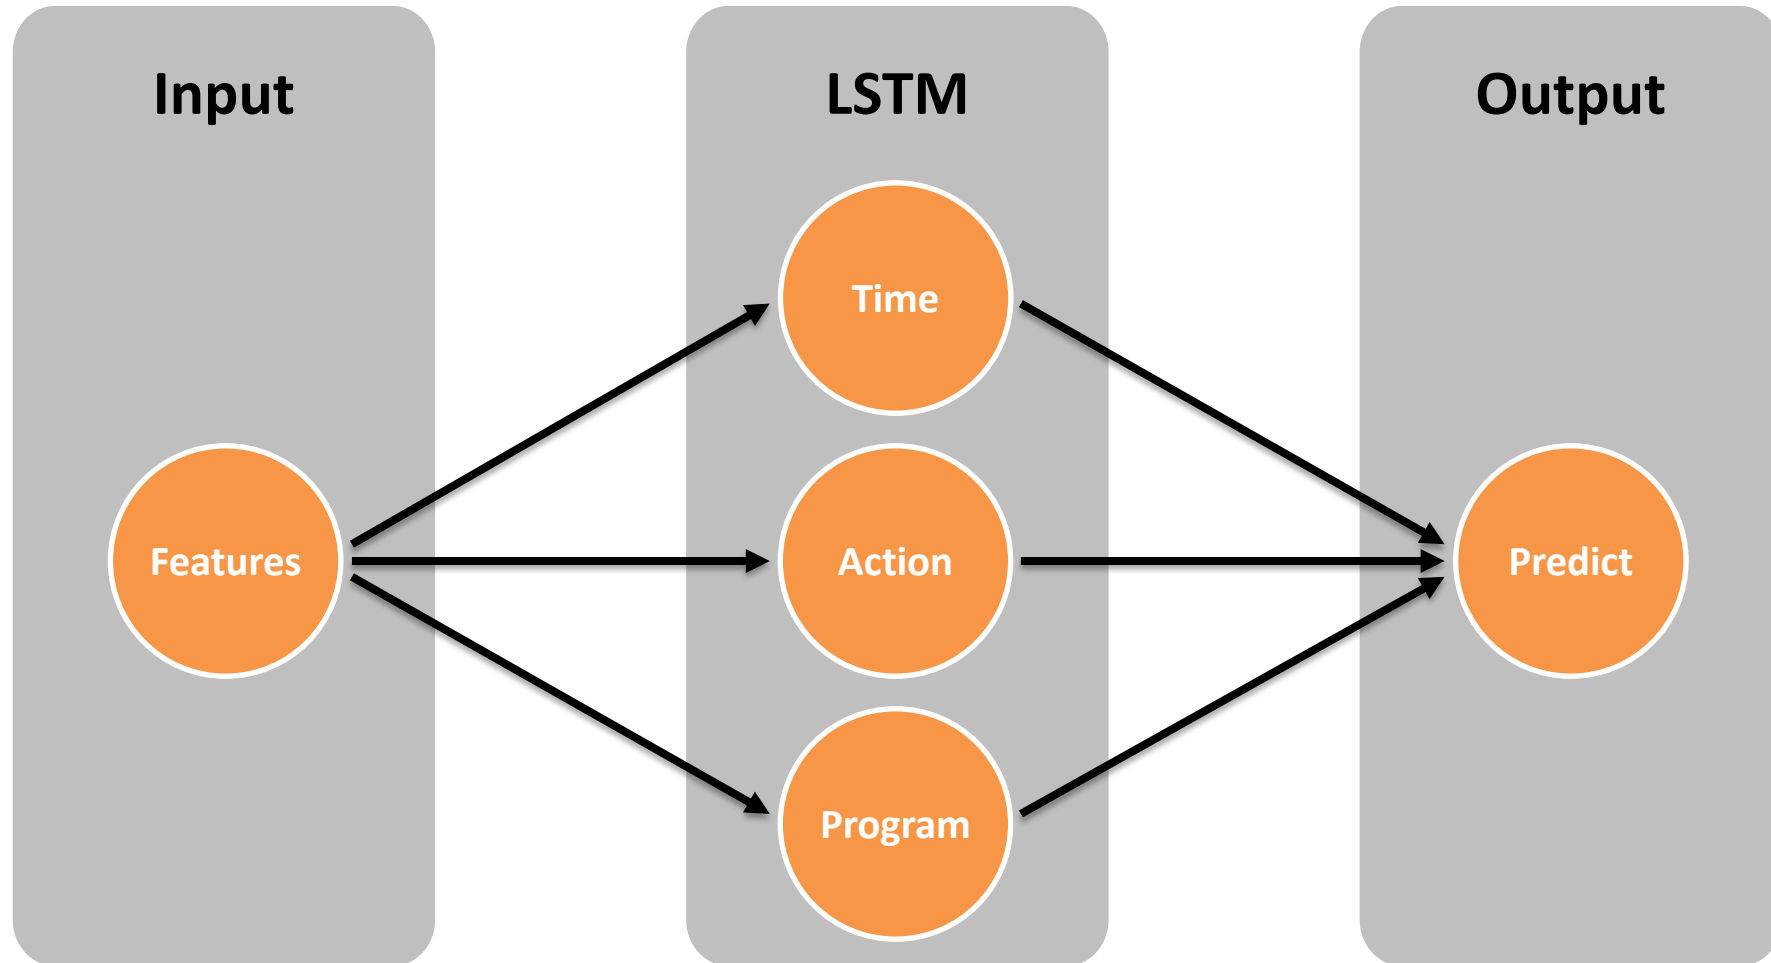 Input
LSTM
Output
Time
Features
Action
Predict
Program